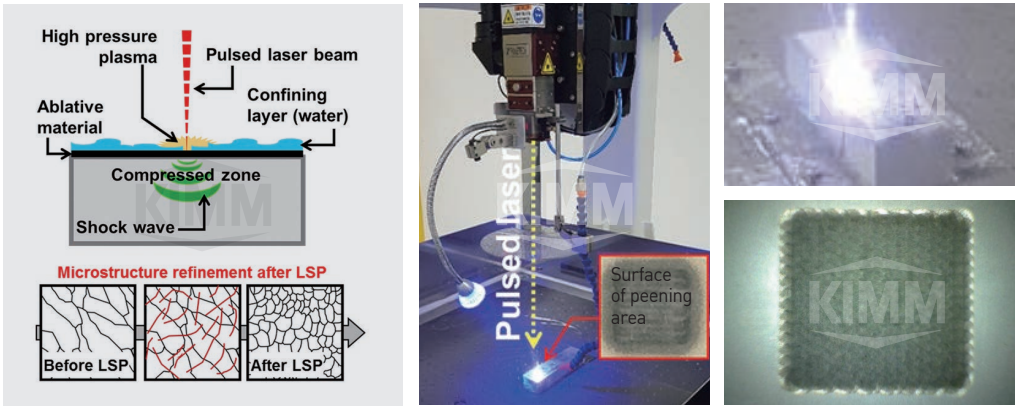 High pressure
plasma
Pulsed laser beam
Ablative
material
Confining
layer (water)
Compressed zone
KIMM
Shock wave
Microstructure refinement after LSP
Before LSP
After LSP
Pulsed laser
KIMM
Surface
of peening
area
KIMM
KIMM